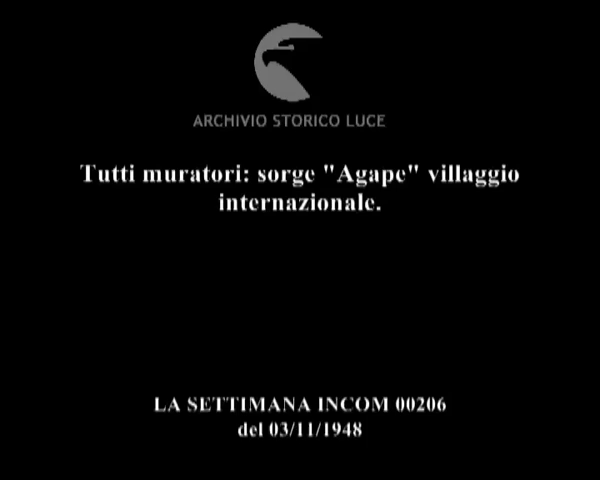 ARCHIVIO STORICO LUCE
Tutti muratori: sorge "Agape" villaggio
internazionale.
LA SETTIMANA INCOM 00206
del 03/11/1948